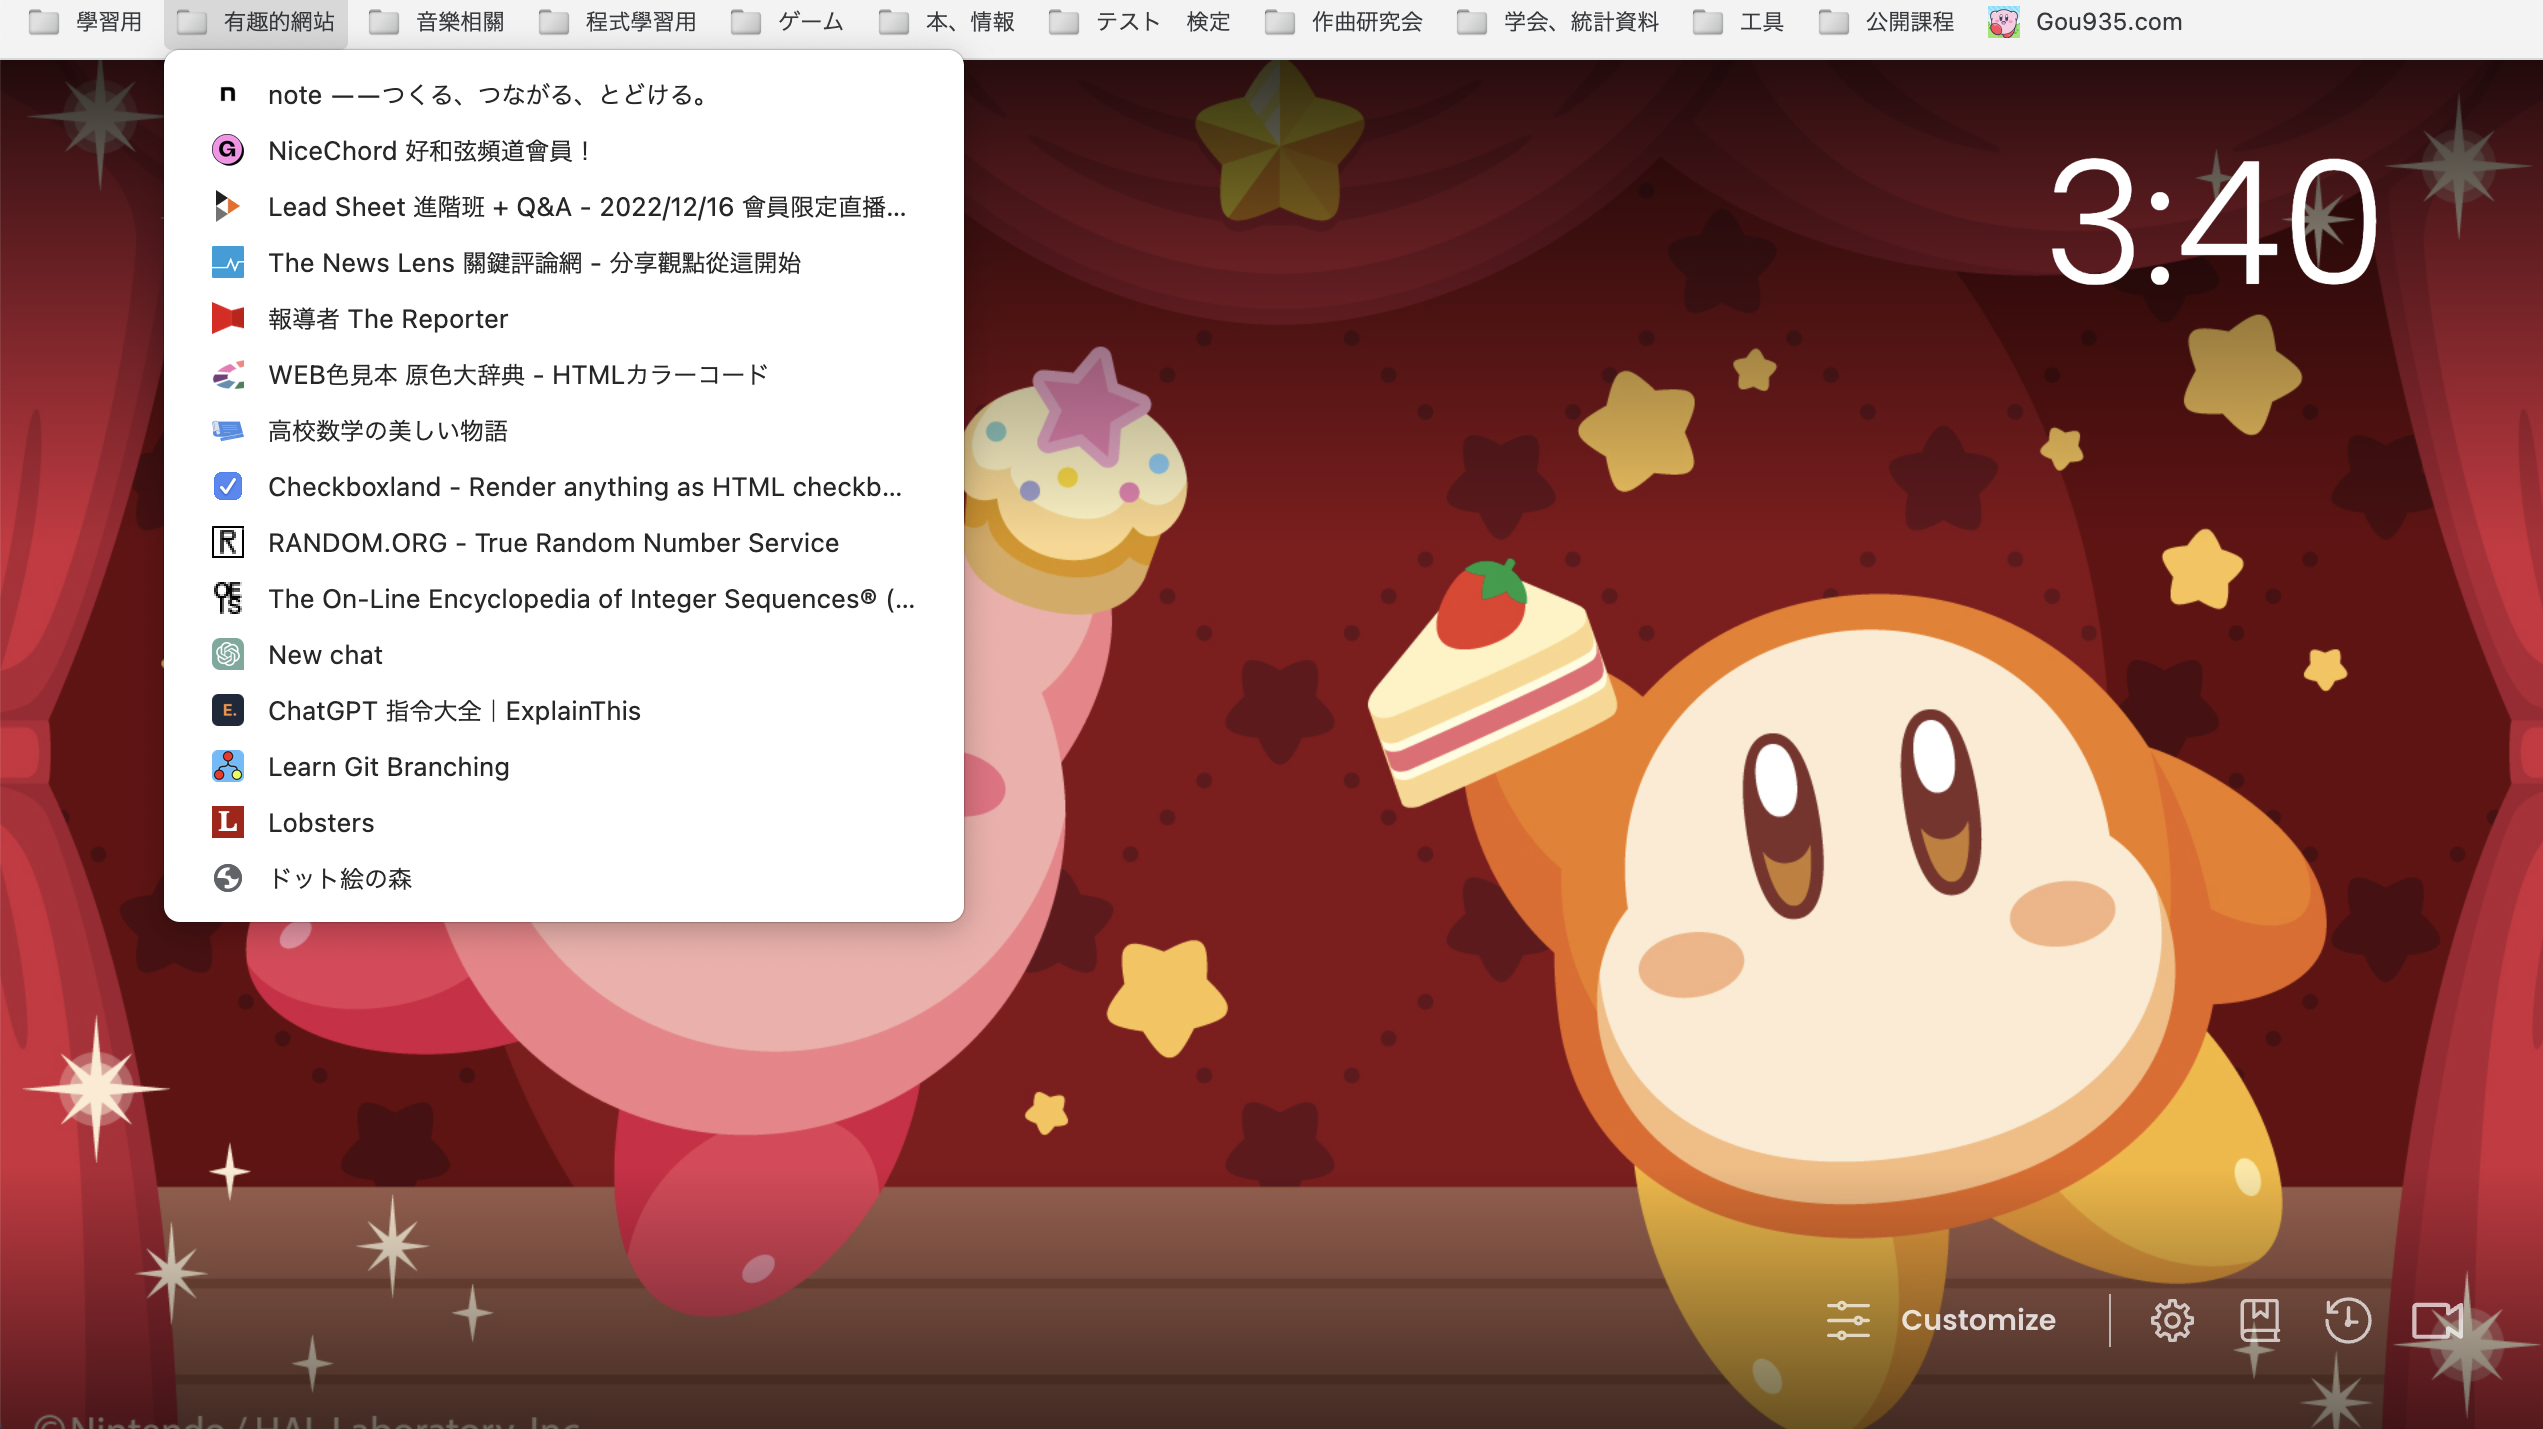 學習用 有趣的網站 音樂相關 程式學習用 ゲーム 本、情報 テスト 検定 作曲研究会 学会、統計資料 工具 公開課程 Gou935.com
note ——つくる、つながる、とどける。
NiceChord 好和弦頻道會員！
Lead Sheet 進階班 + Q&A - 2022/12/16 會員限定直播...
The News Lens 關鍵評論網 - 分享觀點從這開始
報導者 The Reporter
WEB色見本 原色大辞典 - HTMLカラーコード
高校数学の美しい物語
Checkboxland - Render anything as HTML checkb...
RANDOM.ORG - True Random Number Service
The On-Line Encyclopedia of Integer Sequences® (...
New chat
ChatGPT 指令大全｜ExplainThis
Learn Git Branching
Lobsters
ドット絵の森
3:40
Customize
©Nintendo / HAL Laboratory, Inc.